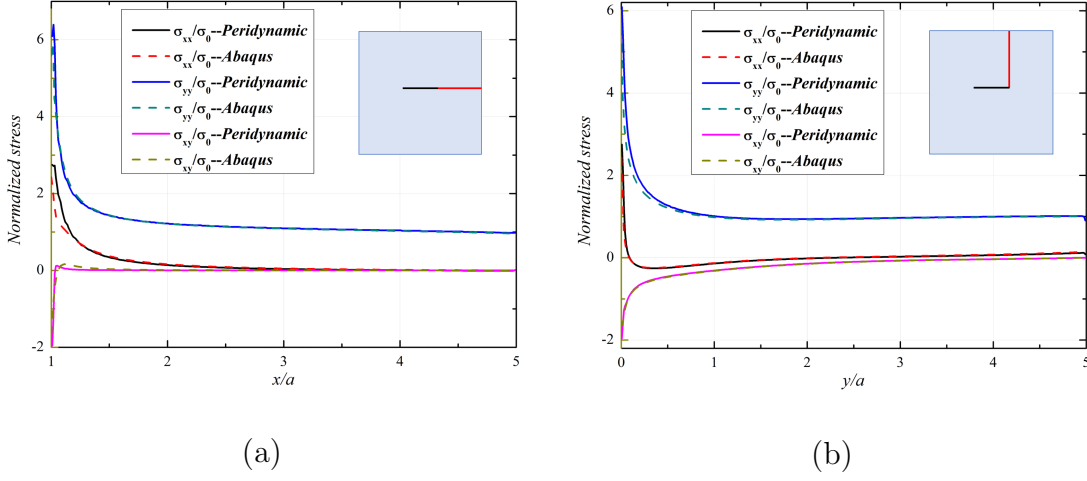 σxx/σ0--Peridynamic
σxx/σ0--Abaqus
σyy/σ0--Peridynamic
σyy/σ0--Abaqus
σxy/σ0--Peridynamic
σxy/σ0--Abaqus
Normalized stress
6
4
2
0
-2
1
2
3
4
5
x/a
(a)
σxx/σ0--Peridynamic
σxx/σ0--Abaqus
σyy/σ0--Peridynamic
σyy/σ0--Abaqus
σxy/σ0--Peridynamic
σxy/σ0--Abaqus
Normalized stress
6
4
2
0
-2
0
1
2
3
4
5
y/a
(b)